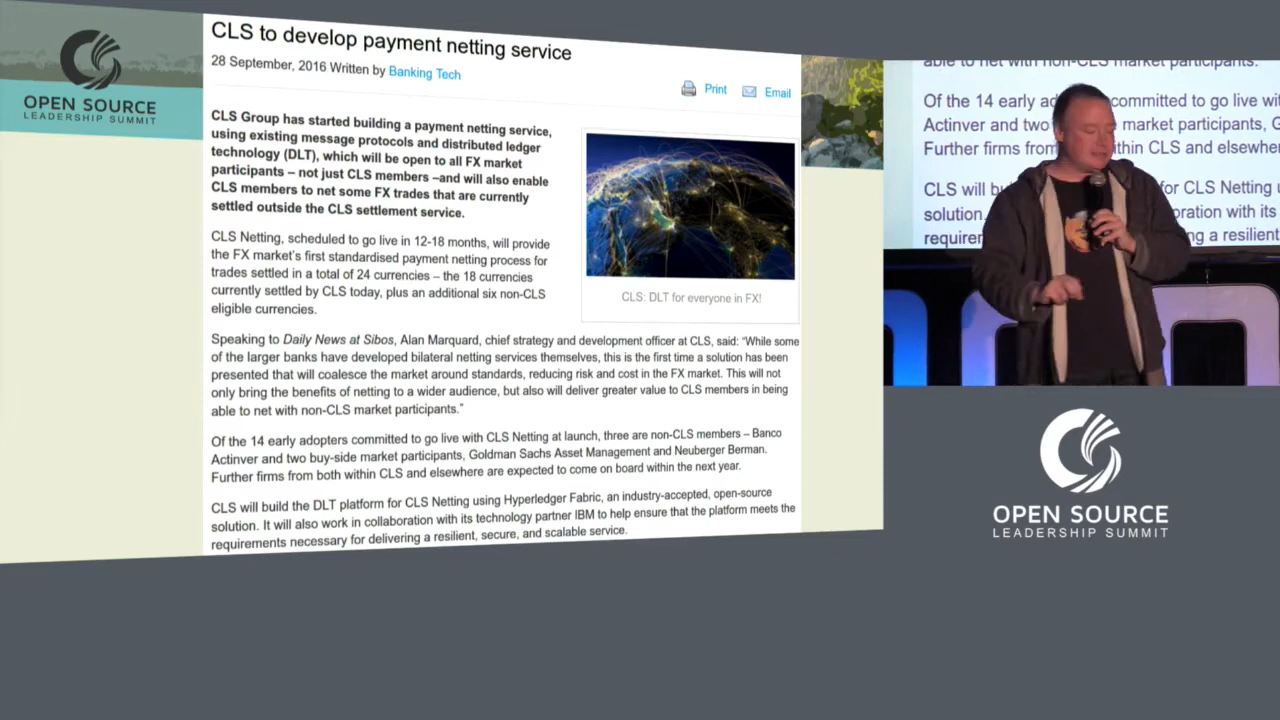 OPEN SOURCE
LEADERSHIP SUMMIT
CLS to develop payment netting service
28 September, 2016 Written by Banking Tech
Print Email
CLS Group has started building a payment netting service,
using existing message protocols and distributed ledger
technology (DLT), which will be open to all FX market
participants – not just CLS members –and will also enable
CLS members to net some FX trades that are currently
settled outside the CLS settlement service.
CLS: DLT for everyone in FX!
CLS Netting, scheduled to go live in 12-18 months, will provide
the FX market's first standardised payment netting process for
trades settled in a total of 24 currencies – the 18 currencies
currently settled by CLS today, plus an additional six non-CLS
eligible currencies.
Speaking to Daily News at Sibos, Alan Marquard, chief strategy and development officer at CLS, said: "While some
of the larger banks have developed bilateral netting services themselves, this is the first time a solution has been
presented that will coalesce the market around standards, reducing risk and cost in the FX market. This will not
only bring the benefits of netting to a wider audience, but also will deliver greater value to CLS members in being
able to net with non-CLS market participants."
Of the 14 early adopters committed to go live with CLS Netting at launch, three are non-CLS members – Banco
Actinver and two buy-side market participants, Goldman Sachs Asset Management and Neuberger Berman.
Further firms from both within CLS and elsewhere are expected to come on board within the next year.
CLS will build the DLT platform for CLS Netting using Hyperledger Fabric, an industry-accepted, open-source
solution. It will also work in collaboration with its technology partner IBM to help ensure that the platform meets the
requirements necessary for delivering a resilient, secure, and scalable service.
able to net with non-CLS market participants.
Of the 14 early committed to go live
Actinver and two market participants,
Further firms within CLS and
CLS will for CLS Netting
solution. with its
a resilient
OPEN SOURCE
LEADERSHIP SUMMIT